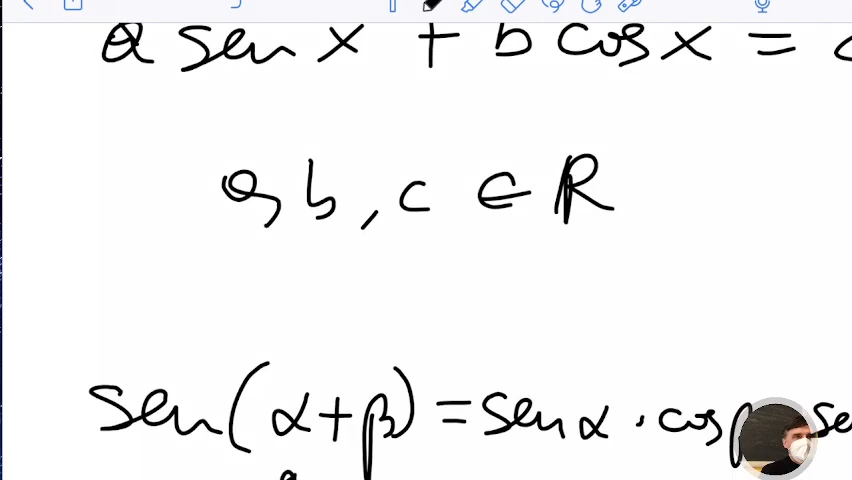 a sen x + b cos x =
a, b, c ∈ R
sen(α+β) = sen α · cos β